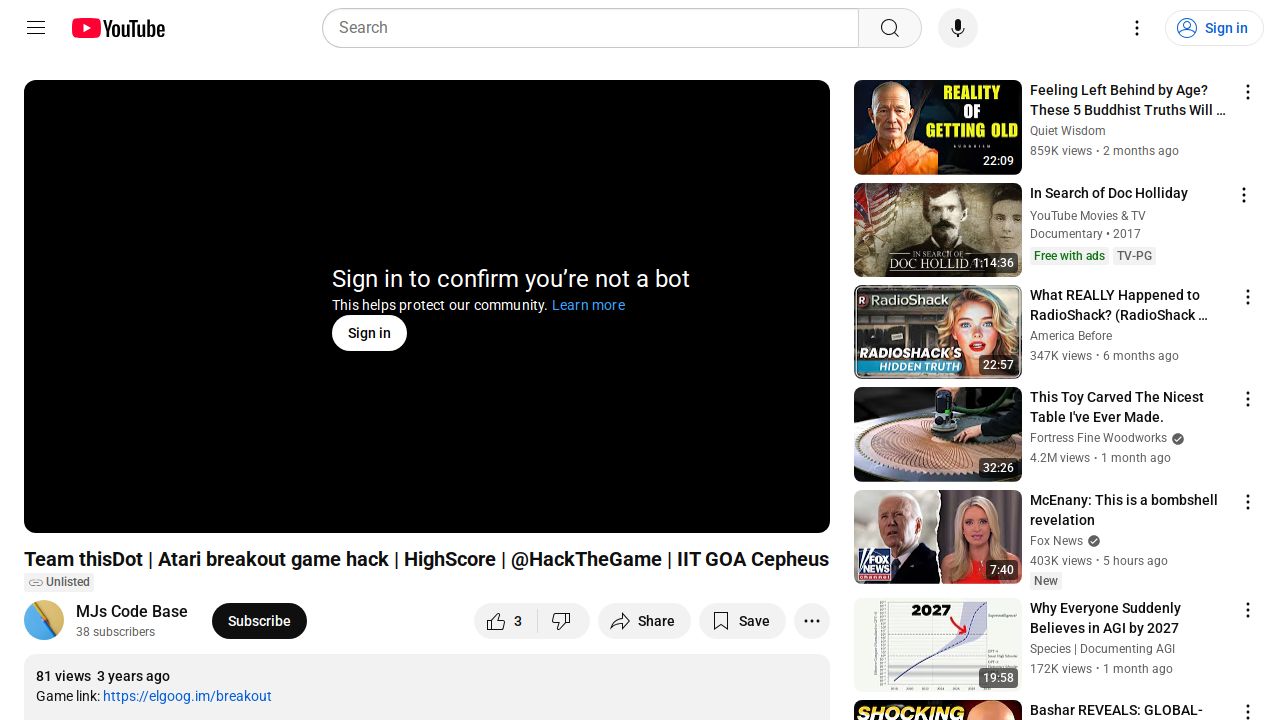 YouTube
Search
Sign in
Sign in to confirm you’re not a bot
This helps protect our community. Learn more
Sign in
Team thisDot | Atari breakout game hack | HighScore | @HackTheGame | IIT GOA Cepheus
Unlisted
MJs Code Base
38 subscribers
Subscribe
3
Share
Save
81 views 3 years ago
Game link: https://elgoog.im/breakout
REALITY
OF
GETTING OLD
BUDDHISM
22:09
Feeling Left Behind by Age?
These 5 Buddhist Truths Will …
Quiet Wisdom
859K views • 2 months ago
IN SEARCH OF
DOC HOLLID
1:14:36
In Search of Doc Holliday
YouTube Movies & TV
Documentary • 2017
Free with ads
TV-PG
R RadioShack
RADIOSHACK'S
HIDDEN TRUTH
22:57
What REALLY Happened to
RadioShack? (RadioShack …
America Before
347K views • 6 months ago
32:26
This Toy Carved The Nicest
Table I've Ever Made.
Fortress Fine Woodworks
4.2M views • 1 month ago
FOX
NEWS
channel
7:40
McEnany: This is a bombshell
revelation
Fox News
403K views • 5 hours ago
New
2027
19:58
Why Everyone Suddenly
Believes in AGI by 2027
Species | Documenting AGI
172K views • 1 month ago
SHOCKING
Bashar REVEALS: GLOBAL-